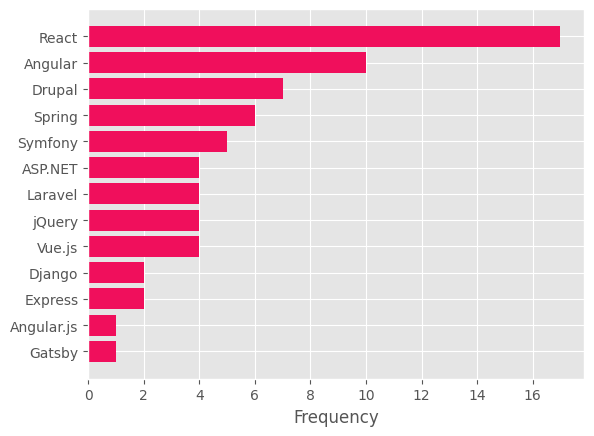 React
Angular
Drupal
Spring
Symfony
ASP.NET
Laravel
jQuery
Vue.js
Django
Express
Angular.js
Gatsby
0 2 4 6 8 10 12 14 16
Frequency